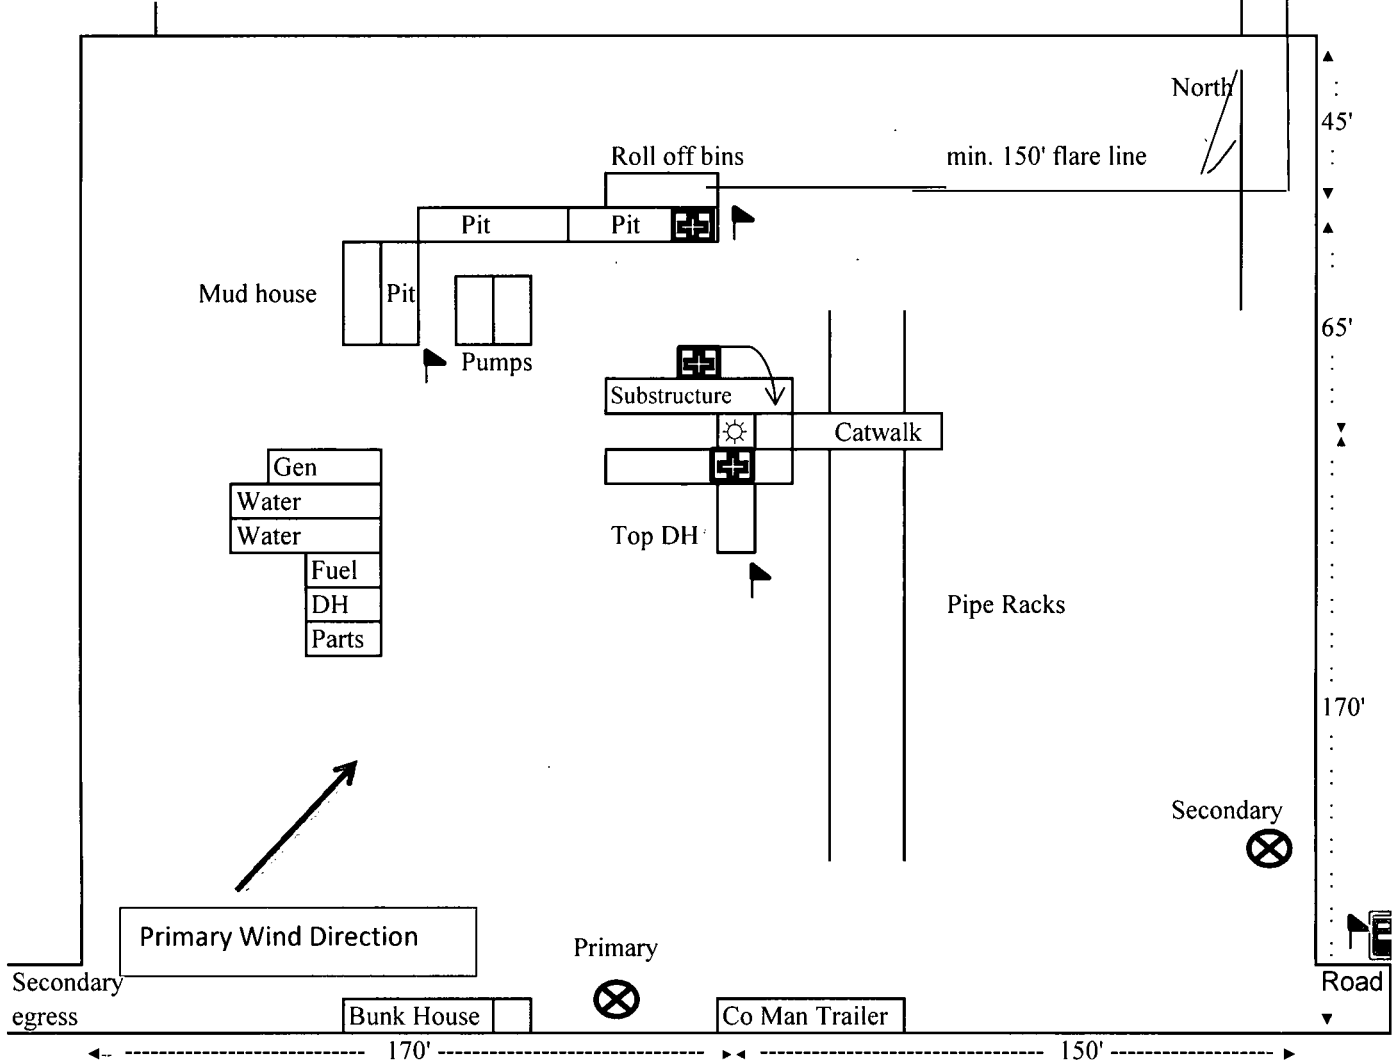 North
45'
Roll off bins
min. 150' flare line
Pit
Pit
Mud house
Pit
65'
Pumps
Substructure
Catwalk
Gen
Water
Water
Top DH
Fuel
DH
Pipe Racks
Parts
170'
Secondary
Primary Wind Direction
Primary
Secondary
egress
Road
Bunk House
Co Man Trailer
170'
150'